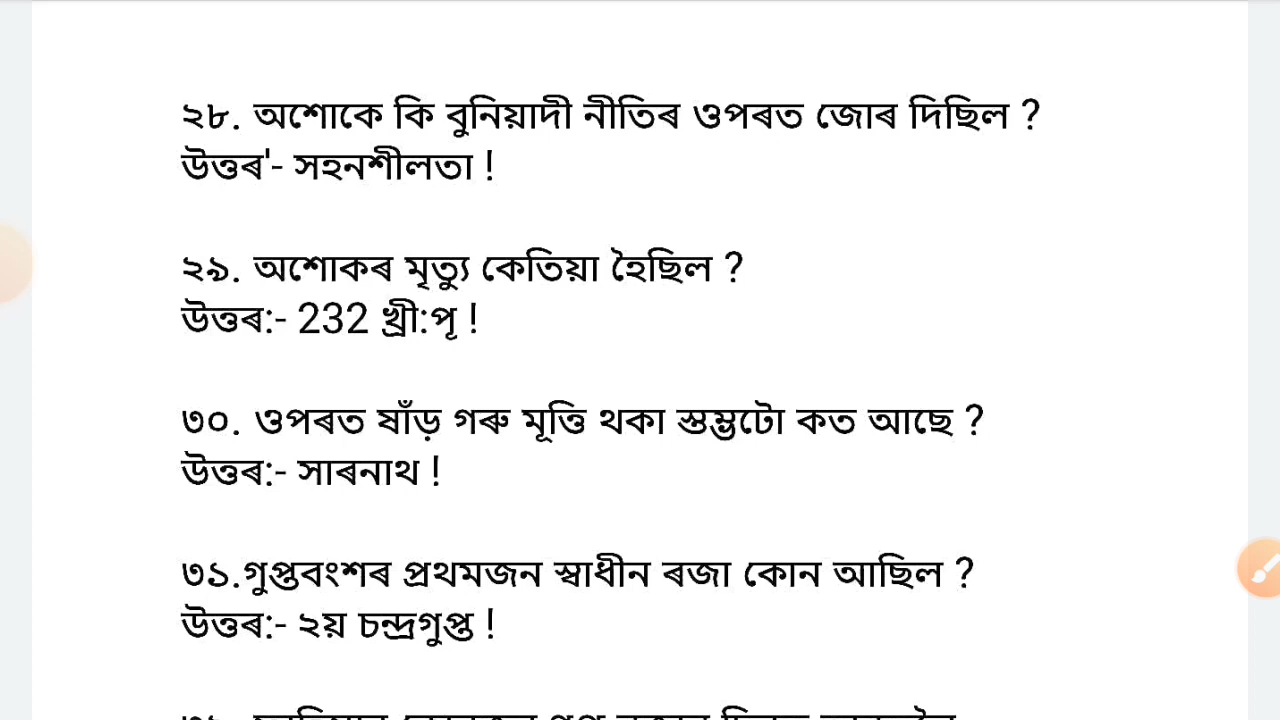 ২৮. অশোকে কি বুনিয়াদী নীতিৰ ওপৰত জোৰ দিছিল ?
উত্তৰ'- সহনশীলতা !
২৯. অশোকৰ মৃত্যু কেতিয়া হৈছিল ?
উত্তৰ:- 232 খ্ৰী:পূ !
৩০. ওপৰত ষাঁড় গৰু মূত্তি থকা স্তম্ভটো কত আছে ?
উত্তৰ:- সাৰনাথ !
৩১.গুপ্তবংশৰ প্ৰথমজন স্বাধীন ৰজা কোন আছিল ?
উত্তৰ:- ২য় চন্দ্ৰগুপ্ত !